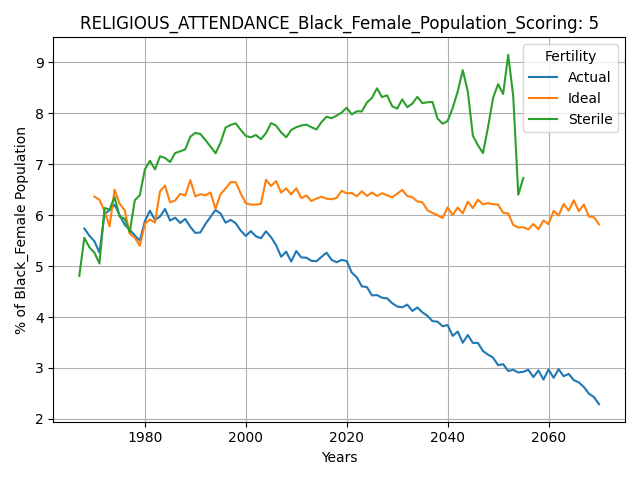 RELIGIOUS_ATTENDANCE_Black_Female_Population_Scoring: 5
% of Black_Female Population
9
8
7
6
5
4
3
2
Fertility
Actual
Ideal
Sterile
1980 2000 2020 2040 2060
Years